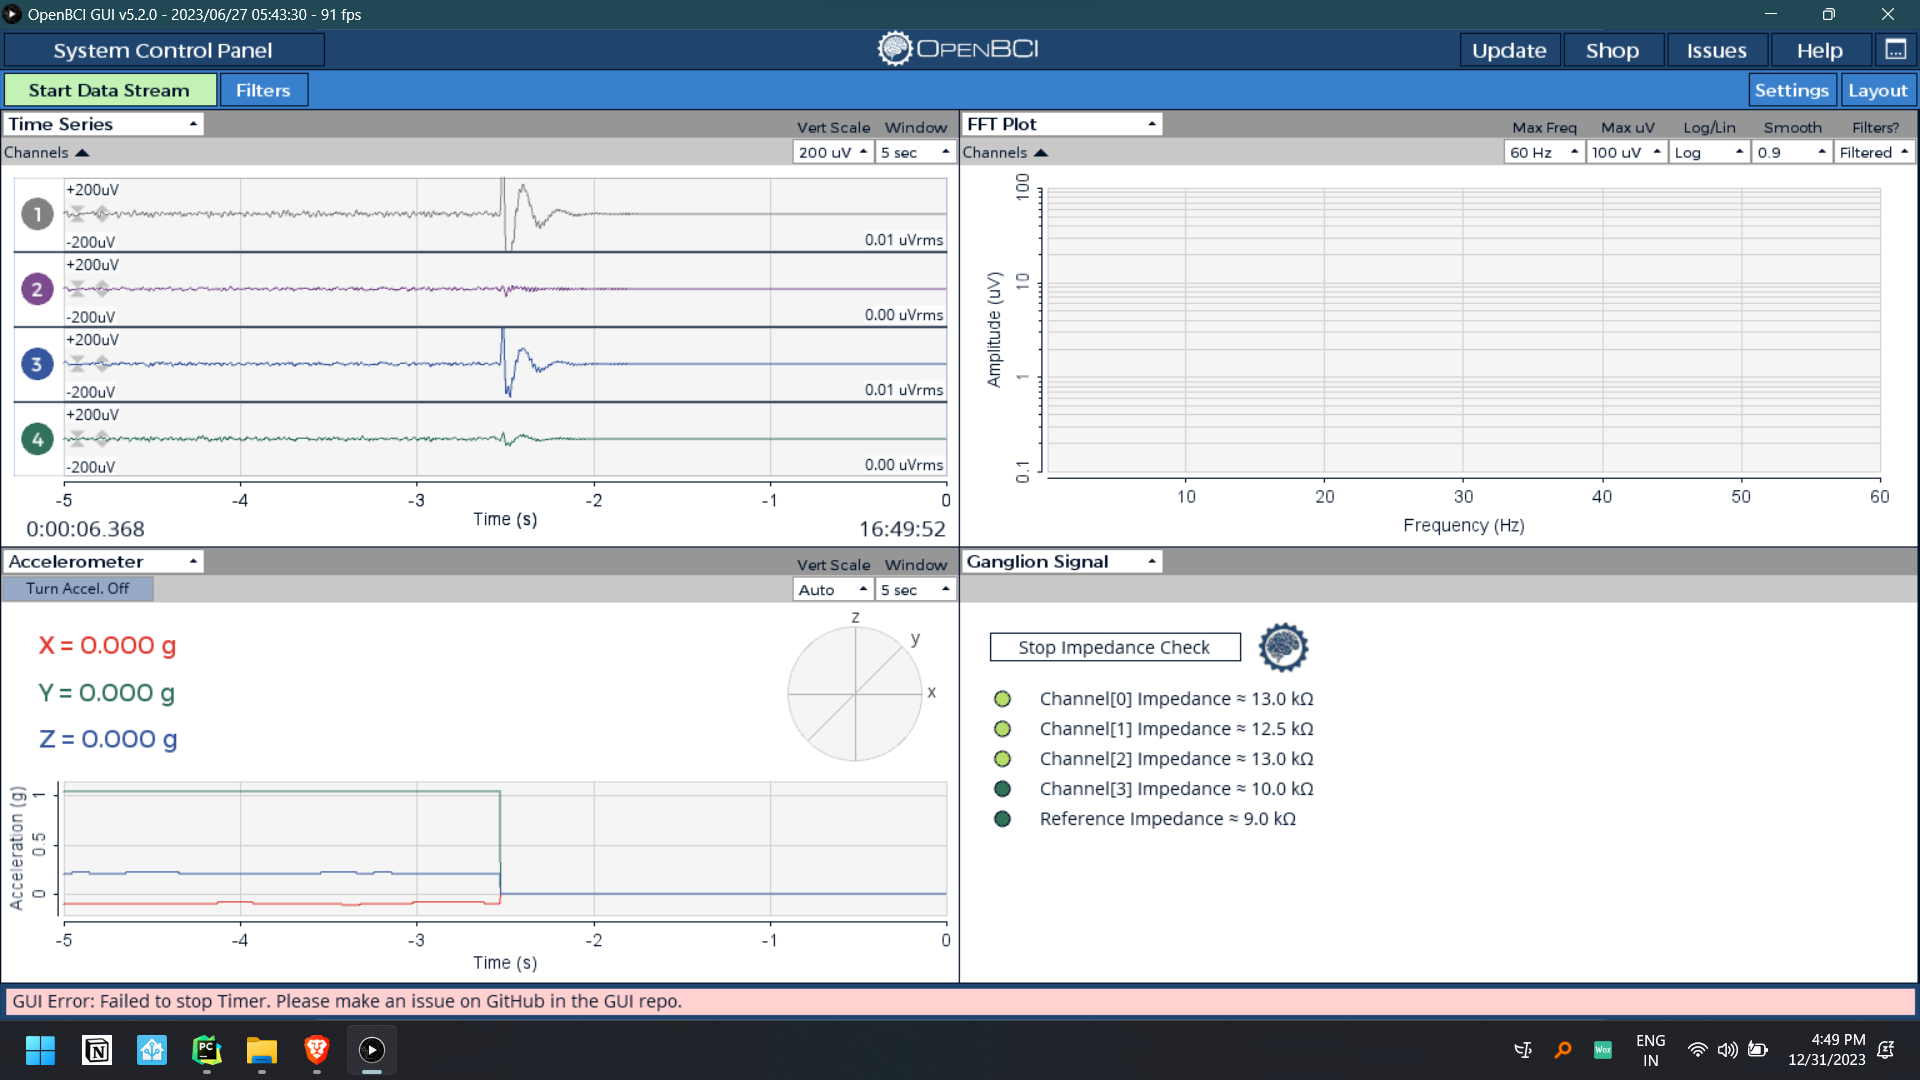 OpenBCI GUI v5.2.0 - 2023/06/27 05:43:30 - 91 fps
System Control Panel
OPENBCI
Update
Shop
Issues
Help
Start Data Stream
Filters
Settings
Layout
Time Series
Vert Scale
Window
Channels
200 uV
5 sec
1
+200uV
-200uV
0.01 uVrms
2
+200uV
-200uV
0.00 uVrms
3
+200uV
-200uV
0.01 uVrms
4
+200uV
-200uV
0.00 uVrms
-5
-4
-3
-2
-1
0
Time (s)
0:00:06.368
16:49:52
FFT Plot
Max Freq
Max uV
Log/Lin
Smooth
Filters?
Channels
60 Hz
100 uV
Log
0.9
Filtered
100
10
1
0.1
Amplitude (uV)
10
20
30
40
50
60
Frequency (Hz)
Accelerometer
Vert Scale
Window
Turn Accel. Off
Auto
5 sec
X = 0.000 g
Y = 0.000 g
Z = 0.000 g
z
y
x
Acceleration (g)
1
0.5
0
-5
-4
-3
-2
-1
0
Time (s)
Ganglion Signal
Stop Impedance Check
Channel[0] Impedance ≈ 13.0 kΩ
Channel[1] Impedance ≈ 12.5 kΩ
Channel[2] Impedance ≈ 13.0 kΩ
Channel[3] Impedance ≈ 10.0 kΩ
Reference Impedance ≈ 9.0 kΩ
GUI Error: Failed to stop Timer. Please make an issue on GitHub in the GUI repo.
N
PC
Wox
ENG
IN
4:49 PM
12/31/2023